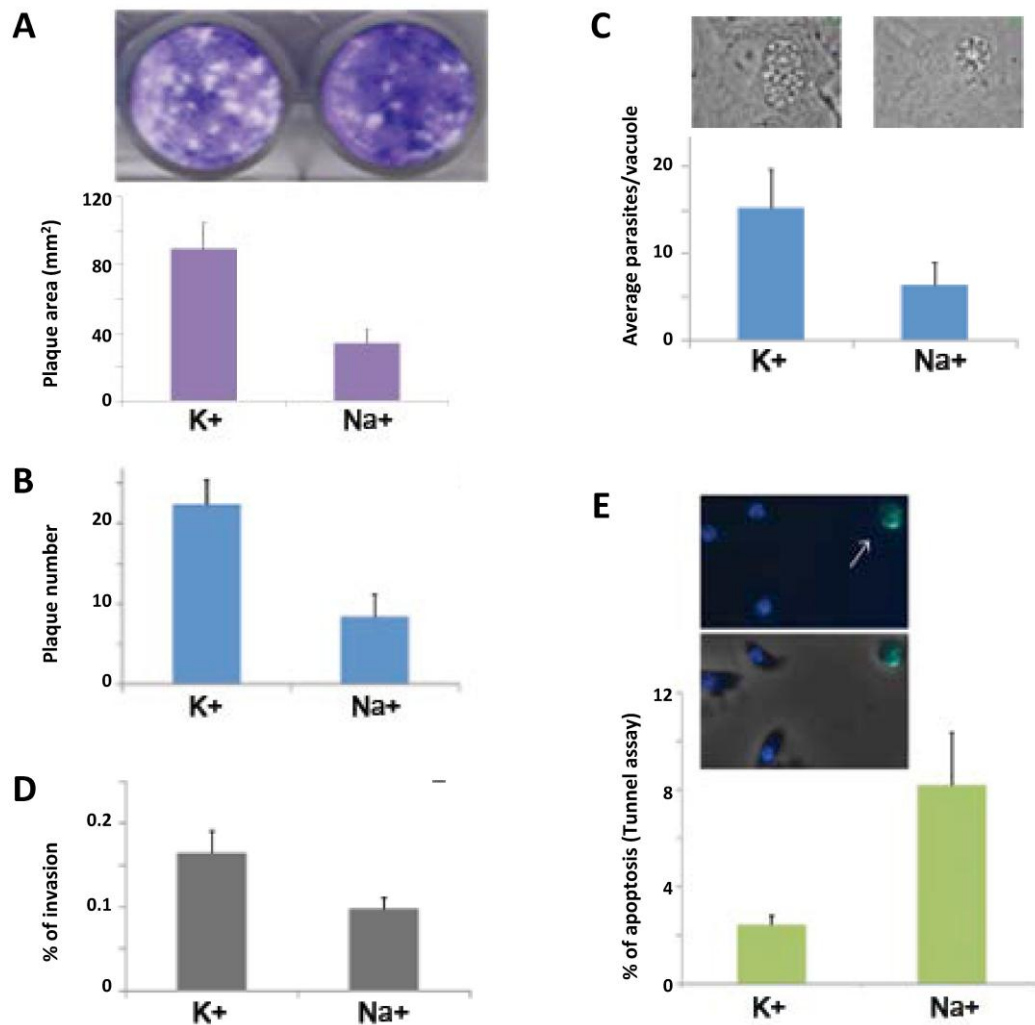 A
120
80
40
0
Plaque area (mm²)
K+
Na+
B
20
10
0
Plaque number
K+
Na+
D
0.2
0.1
0
% of invasion
K+
Na+
C
20
10
0
Average parasites/vacuole
K+
Na+
E
12
8
4
0
% of apoptosis (Tunnel assay)
K+
Na+